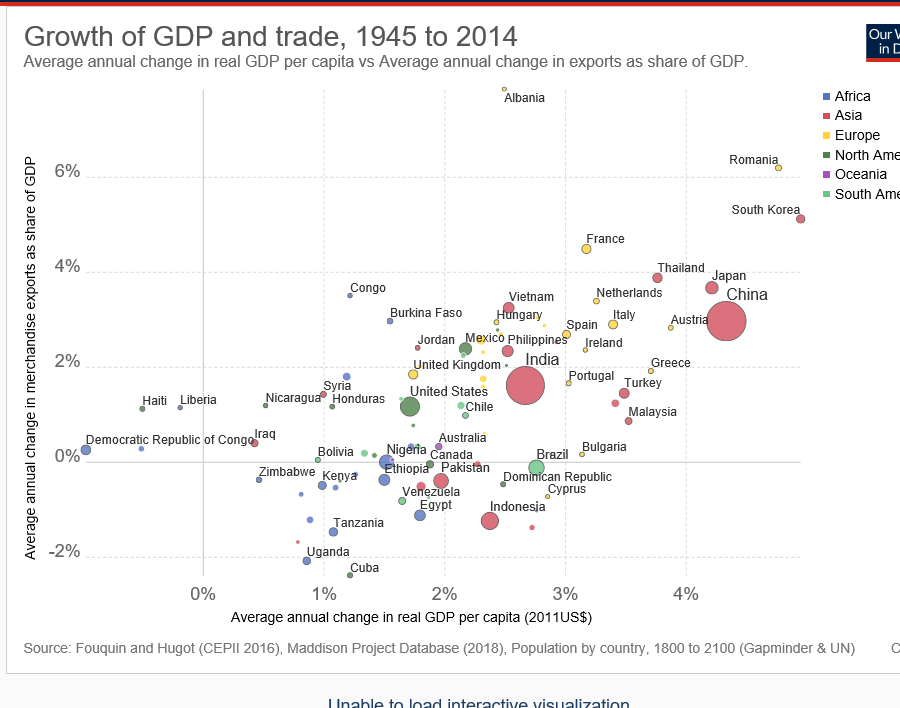 Growth of GDP and trade, 1945 to 2014
Average annual change in real GDP per capita vs Average annual change in exports as share of GDP.
Our W
in D
Africa
Asia
Europe
North Ame
Oceania
South Ame
Average annual change in merchandise exports as share of GDP
6%
4%
2%
0%
-2%
Albania
Romania
South Korea
France
Thailand
Japan
China
Congo
Netherlands
Vietnam
Burkina Faso
Hungary
Italy
Austria
Spain
Jordan
Mexico
Philippines
Ireland
India
United Kingdom
Greece
Portugal
Turkey
Syria
United States
Haiti
Liberia
Nicaragua
Honduras
Chile
Malaysia
Democratic Republic of Congo
Iraq
Australia
Bolivia
Nigeria
Canada
Brazil
Bulgaria
Zimbabwe
Kenya
Ethiopia
Pakistan
Dominican Republic
Venezuela
Cyprus
Egypt
Indonesia
Tanzania
Uganda
Cuba
0%
1%
2%
3%
4%
Average annual change in real GDP per capita (2011US$)
Source: Fouquin and Hugot (CEPII 2016), Maddison Project Database (2018), Population by country, 1800 to 2100 (Gapminder & UN)
C
Unable to load interactive visualization